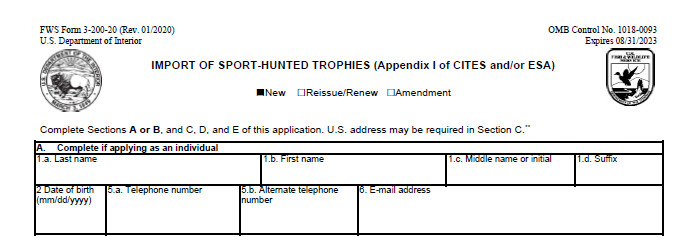 FWS Form 3-200-20 (Rev. 01/2020)
OMB Control No. 1018-0093
U.S. Department of Interior
Expires 08/31/2023
IMPORT OF SPORT-HUNTED TROPHIES (Appendix I of CITES and/or ESA)
■New □Reissue/Renew □Amendment
Complete Sections A or B, and C, D, and E of this application. U.S. address may be required in Section C.**
A. Complete if applying as an individual
1.a. Last name
1.b. First name
1.c. Middle name or initial
1.d. Suffix
2 Date of birth
(mm/dd/yyyy)
5.a. Telephone number
5.b. Alternate telephone
number
6. E-mail address